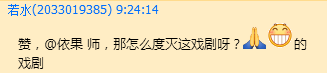 若水(2033019385) 9:24:14
赞，@依果 师，那怎么度灭这戏剧呀？🙏😁的
戏剧